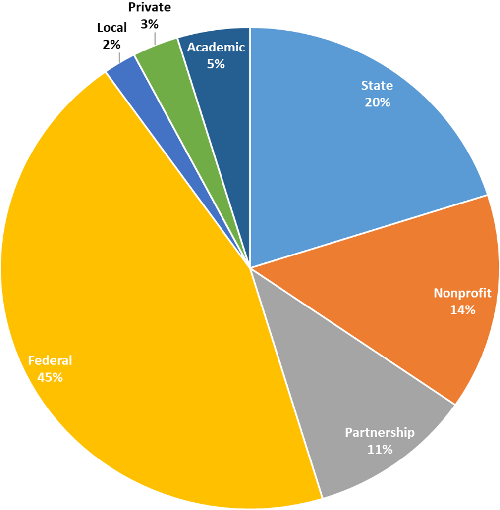 Private
3%
Local
2%
Academic
5%
State
20%
Nonprofit
14%
Partnership
11%
Federal
45%